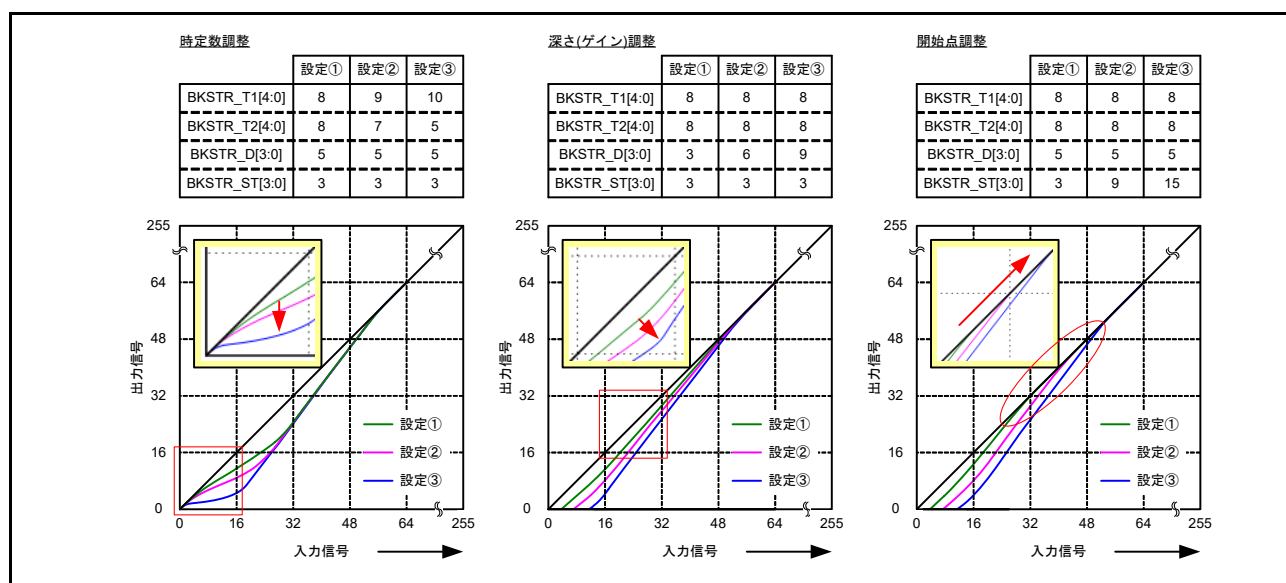 時定数調整
設定① 設定② 設定③
BKSTR_T1[4:0] 8 9 10
BKSTR_T2[4:0] 8 7 5
BKSTR_D[3:0] 5 5 5
BKSTR_ST[3:0] 3 3 3
深さ(ゲイン)調整
設定① 設定② 設定③
BKSTR_T1[4:0] 8 8 8
BKSTR_T2[4:0] 8 8 8
BKSTR_D[3:0] 3 6 9
BKSTR_ST[3:0] 3 3 3
開始点調整
設定① 設定② 設定③
BKSTR_T1[4:0] 8 8 8
BKSTR_T2[4:0] 8 8 8
BKSTR_D[3:0] 5 5 5
BKSTR_ST[3:0] 3 9 15
255
64
48
32
16
0
出力信号
設定①
設定②
設定③
0 16 32 48 64 255
入力信号
255
64
48
32
16
0
出力信号
設定①
設定②
設定③
0 16 32 48 64 255
入力信号
255
64
48
32
16
0
出力信号
設定①
設定②
設定③
0 16 32 48 64 255
入力信号